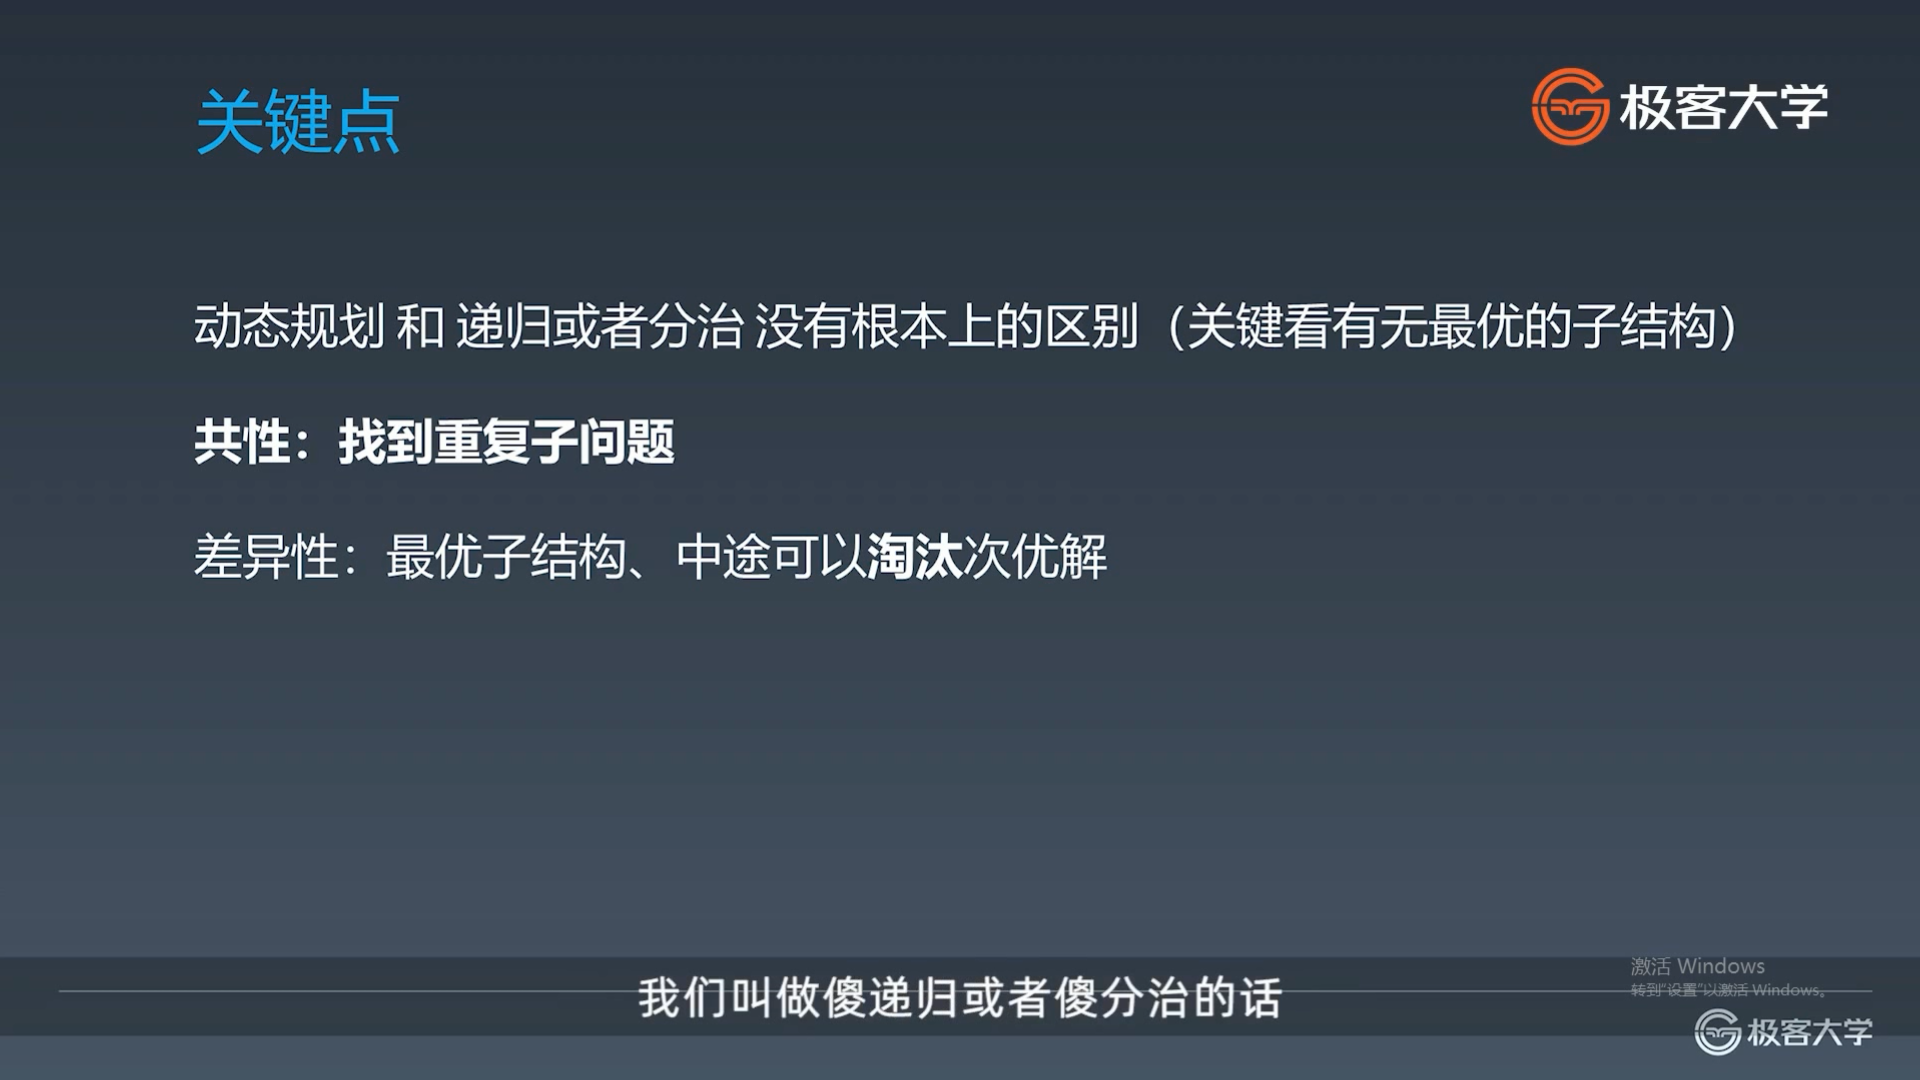 关键点
极客大学
动态规划 和 递归或者分治 没有根本上的区别（关键看有无最优的子结构）
共性：找到重复子问题
差异性：最优子结构、中途可以淘汰次优解
我们叫做傻递归或者傻分治的话
激活 Windows
转到“设置”以激活 Windows。
极客大学